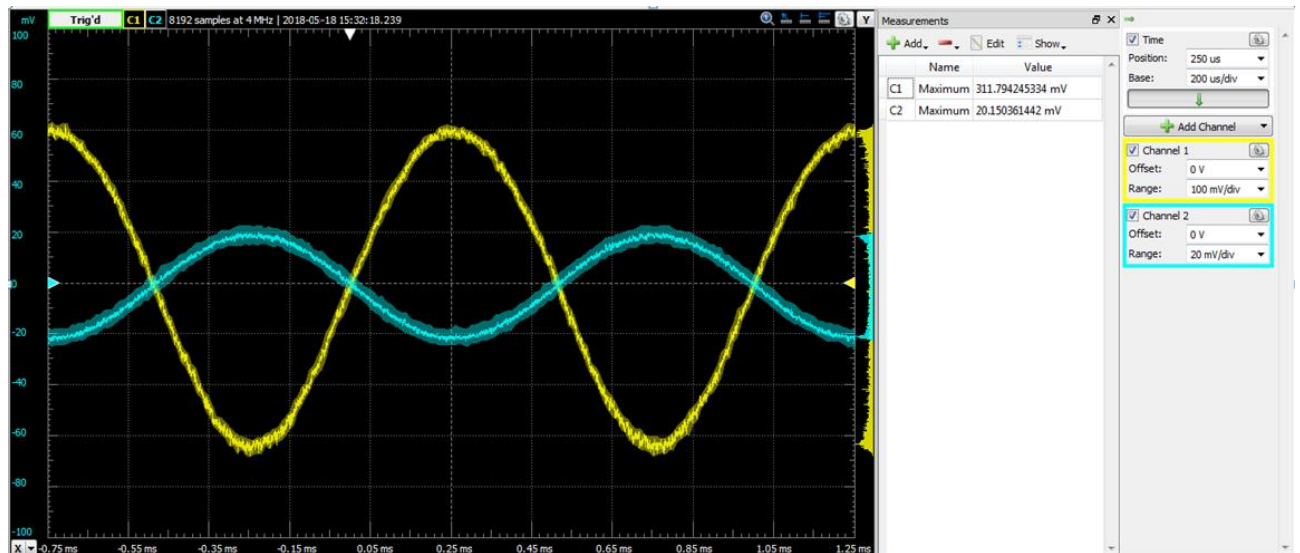 mV Trig'd C1 C2 8192 samples at 4 MHz | 2018-05-18 15:32:18.239 Y
100
80
60
40
20
0
-20
-40
-60
-80
-100
X -0.75 ms -0.55 ms -0.35 ms -0.15 ms 0.05 ms 0.25 ms 0.45 ms 0.65 ms 0.85 ms 1.05 ms 1.25 ms
Measurements
Add Edit Show
Name Value
C1 Maximum 311.794245334 mV
C2 Maximum 20.150361442 mV
Time
Position: 250 us
Base: 200 us/div
Add Channel
Channel 1
Offset: 0 V
Range: 100 mV/div
Channel 2
Offset: 0 V
Range: 20 mV/div